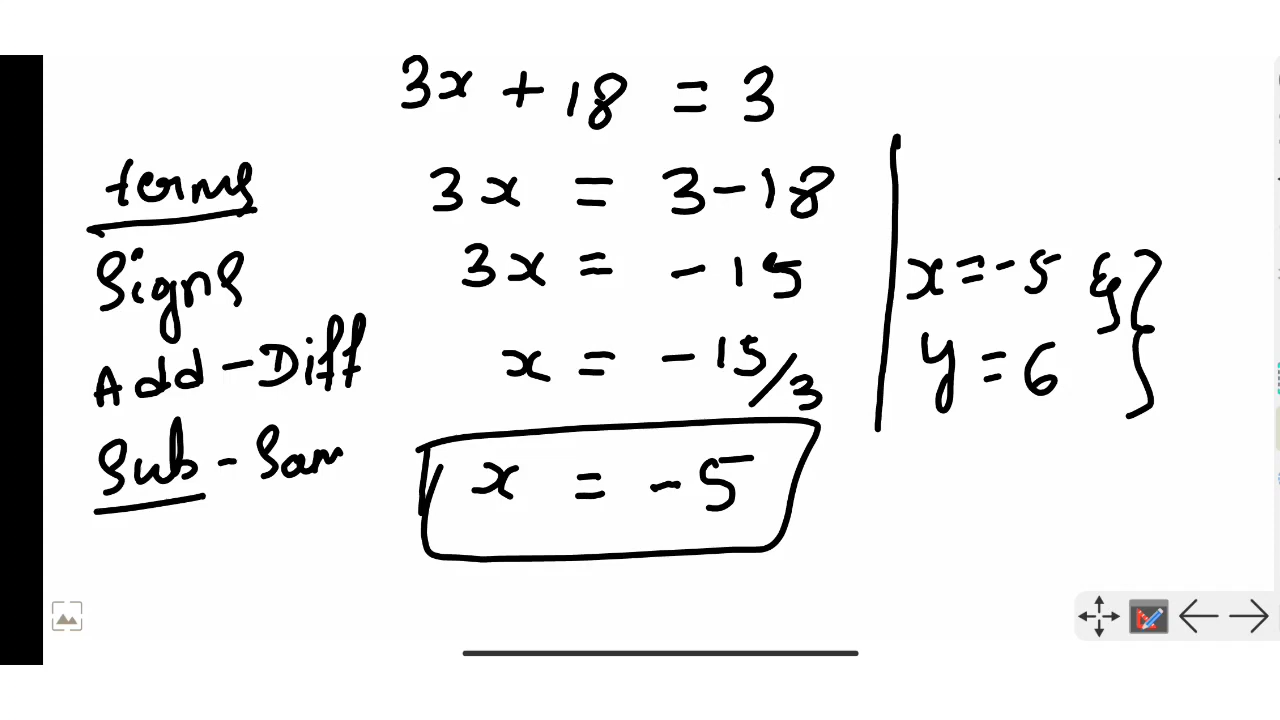 3x + 18 = 3
3x = 3 - 18
3x = -15
x = -15/3
x = -5
terms
Signs
Add - Diff
Sub - Sam
x = -5 &
y = 6 }